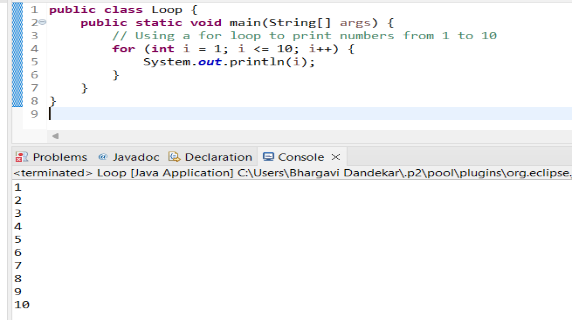 1 public class Loop {
2 public static void main(String[] args) {
3 // Using a for loop to print numbers from 1 to 10
4 for (int i = 1; i <= 10; i++) {
5 System.out.println(i);
6 }
7 }
8 }
9
Problems @ Javadoc Declaration Console ×
<terminated> Loop [Java Application] C:\Users\Bhargavi Dandekar\.p2\pool\plugins\org.eclipse.
1
2
3
4
5
6
7
8
9
10